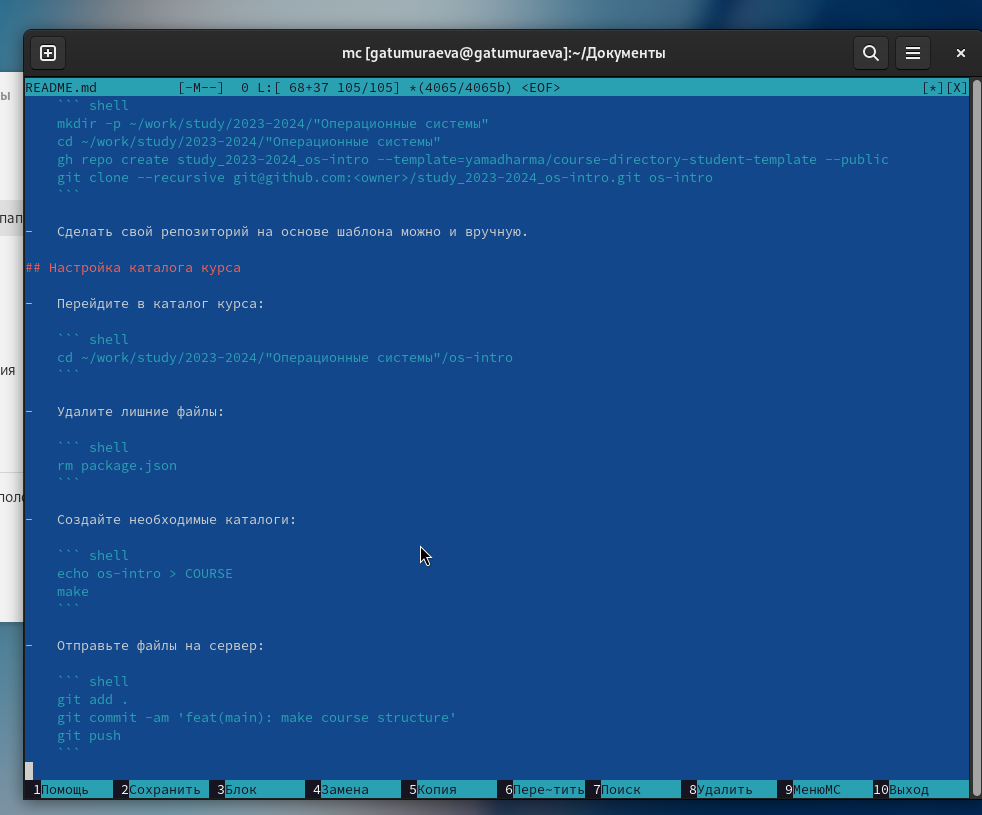 mc [gatumuraeva@gatumuraeva]:~/Документы
README.md [-M--] 0 L:[ 68+37 105/105] *(4065/4065b) <EOF> [*][X]
``` shell
mkdir -p ~/work/study/2023-2024/"Операционные системы"
cd ~/work/study/2023-2024/"Операционные системы"
gh repo create study_2023-2024_os-intro --template=yamadharma/course-directory-student-template --public
git clone --recursive git@github.com:<owner>/study_2023-2024_os-intro.git os-intro
```
- Сделать свой репозиторий на основе шаблона можно и вручную.
## Настройка каталога курса
- Перейдите в каталог курса:
``` shell
cd ~/work/study/2023-2024/"Операционные системы"/os-intro
```
- Удалите лишние файлы:
``` shell
rm package.json
```
- Создайте необходимые каталоги:
``` shell
echo os-intro > COURSE
make
```
- Отправьте файлы на сервер:
``` shell
git add .
git commit -am 'feat(main): make course structure'
git push
```
1Помощь 2Сохранить 3Блок 4Замена 5Копия 6Пере~тить 7Поиск 8Удалить 9МенюMC 10Выход